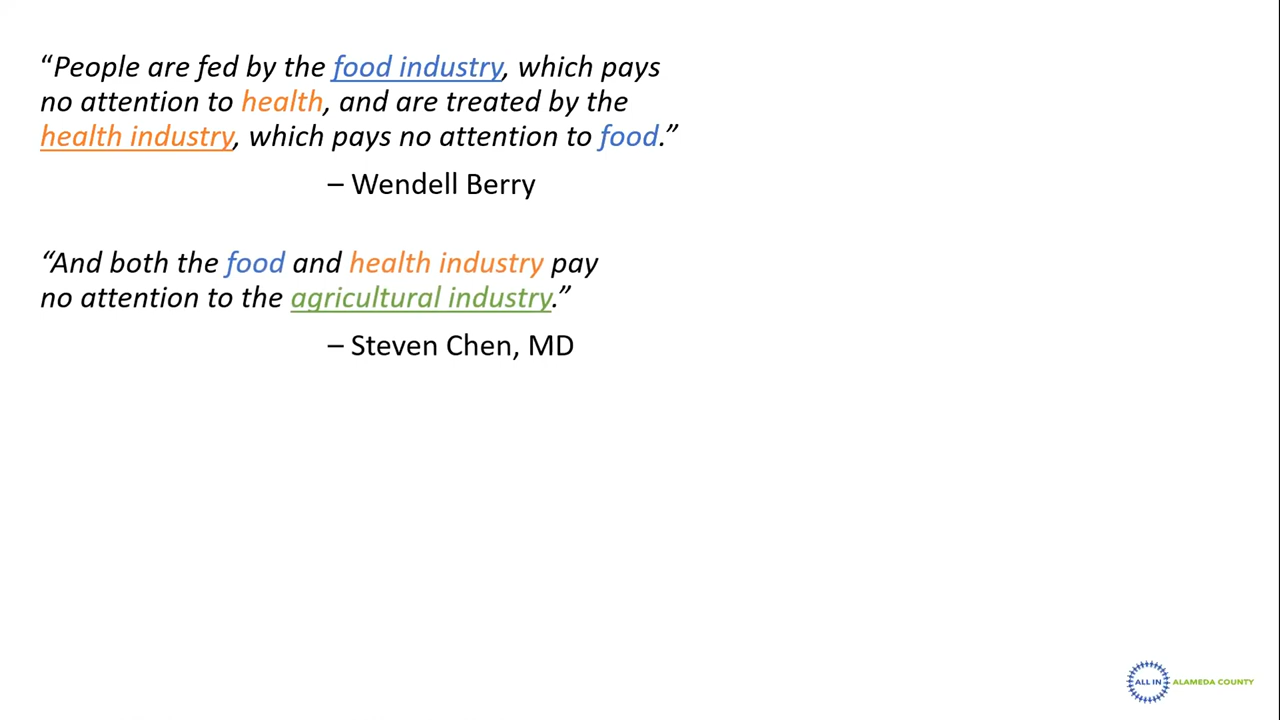 “People are fed by the food industry, which pays
no attention to health, and are treated by the
health industry, which pays no attention to food.”
– Wendell Berry
“And both the food and health industry pay
no attention to the agricultural industry.”
– Steven Chen, MD
ALL IN ALAMEDA COUNTY